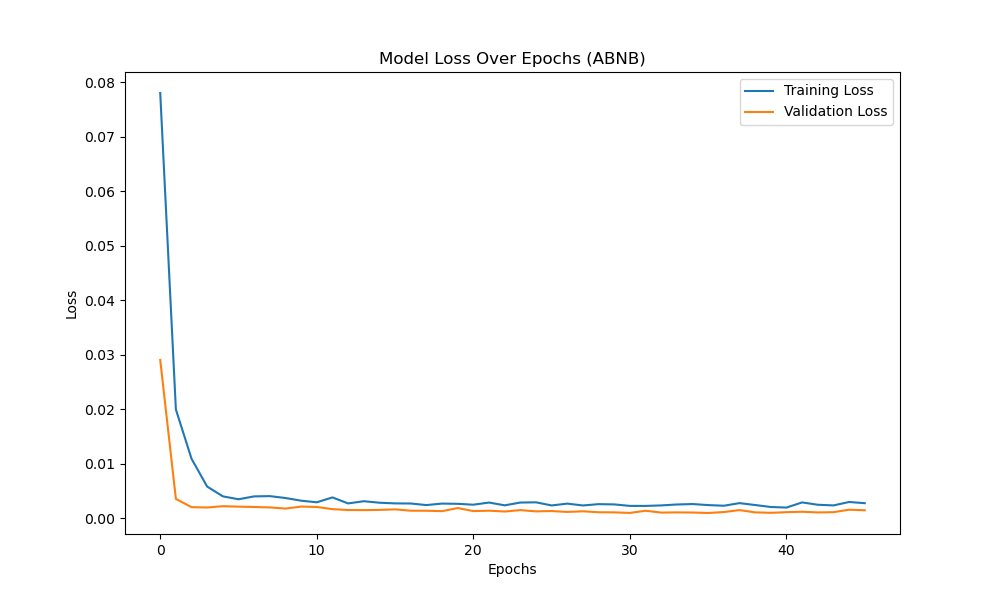 Model Loss Over Epochs (ABNB)
Training Loss
Validation Loss
0.08
0.07
0.06
0.05
0.04
0.03
0.02
0.01
0.00
Loss
0 10 20 30 40
Epochs